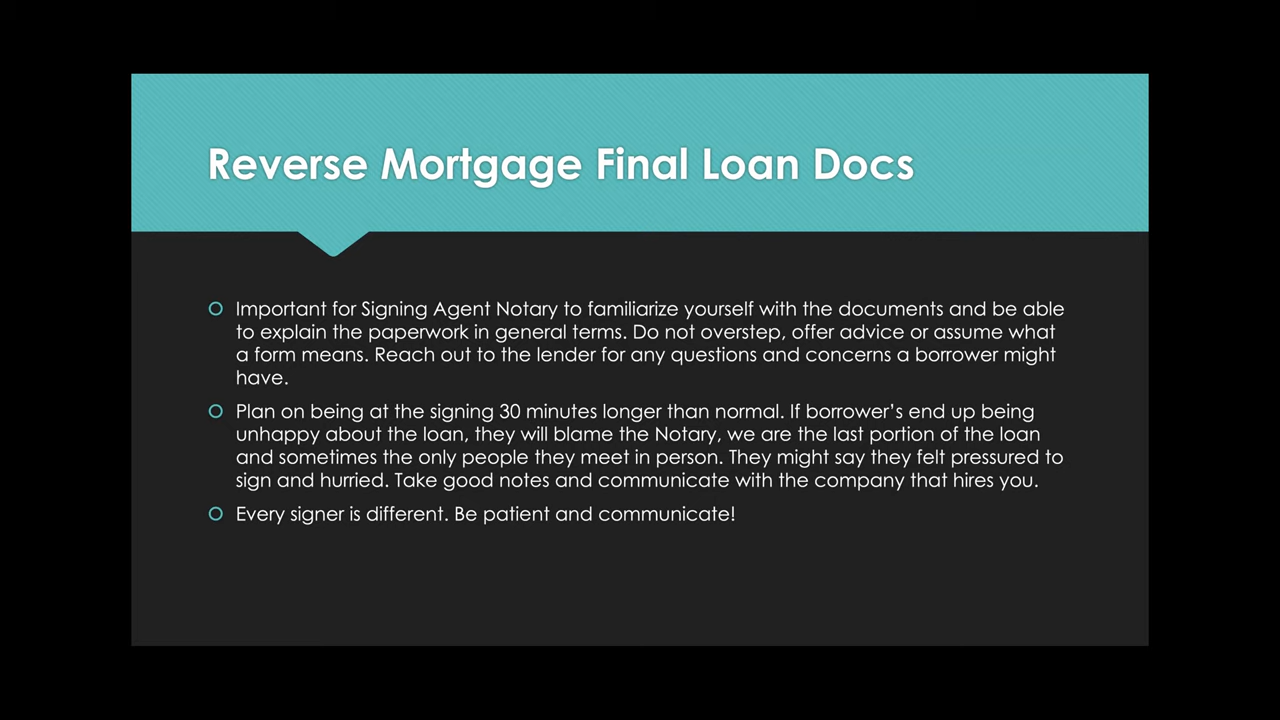 Reverse Mortgage Final Loan Docs
Important for Signing Agent Notary to familiarize yourself with the documents and be able
to explain the paperwork in general terms. Do not overstep, offer advice or assume what
a form means. Reach out to the lender for any questions and concerns a borrower might
have.
Plan on being at the signing 30 minutes longer than normal. If borrower’s end up being
unhappy about the loan, they will blame the Notary, we are the last portion of the loan
and sometimes the only people they meet in person. They might say they felt pressured to
sign and hurried. Take good notes and communicate with the company that hires you.
Every signer is different. Be patient and communicate!